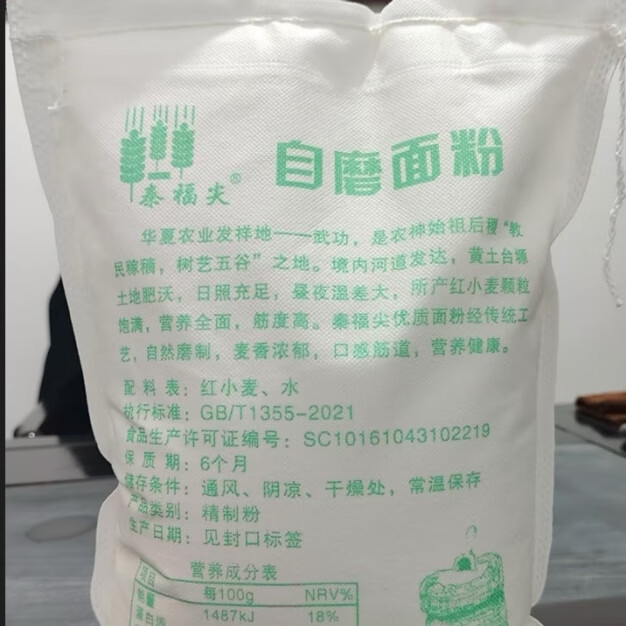 秦福尖®
自磨面粉
华夏农业发祥地——武功，是农神始祖后稷“教
民稼穑，树艺五谷”之地。境内河道发达，黄土台塬
土地肥沃，日照充足，昼夜温差大，所产红小麦颗粒
饱满，营养全面，筋度高。秦福尖优质面粉经传统工
艺，自然磨制，麦香浓郁，口感筋道，营养健康。
配料表：红小麦、水
执行标准：GB/T1355-2021
食品生产许可证编号：SC10161043102219
保质期：6个月
储存条件：通风、阴凉、干燥处，常温保存
产品类别：精制粉
生产日期：见封口标签
营养成分表
项目 每100g NRV%
能量 1487kJ 18%
蛋白质